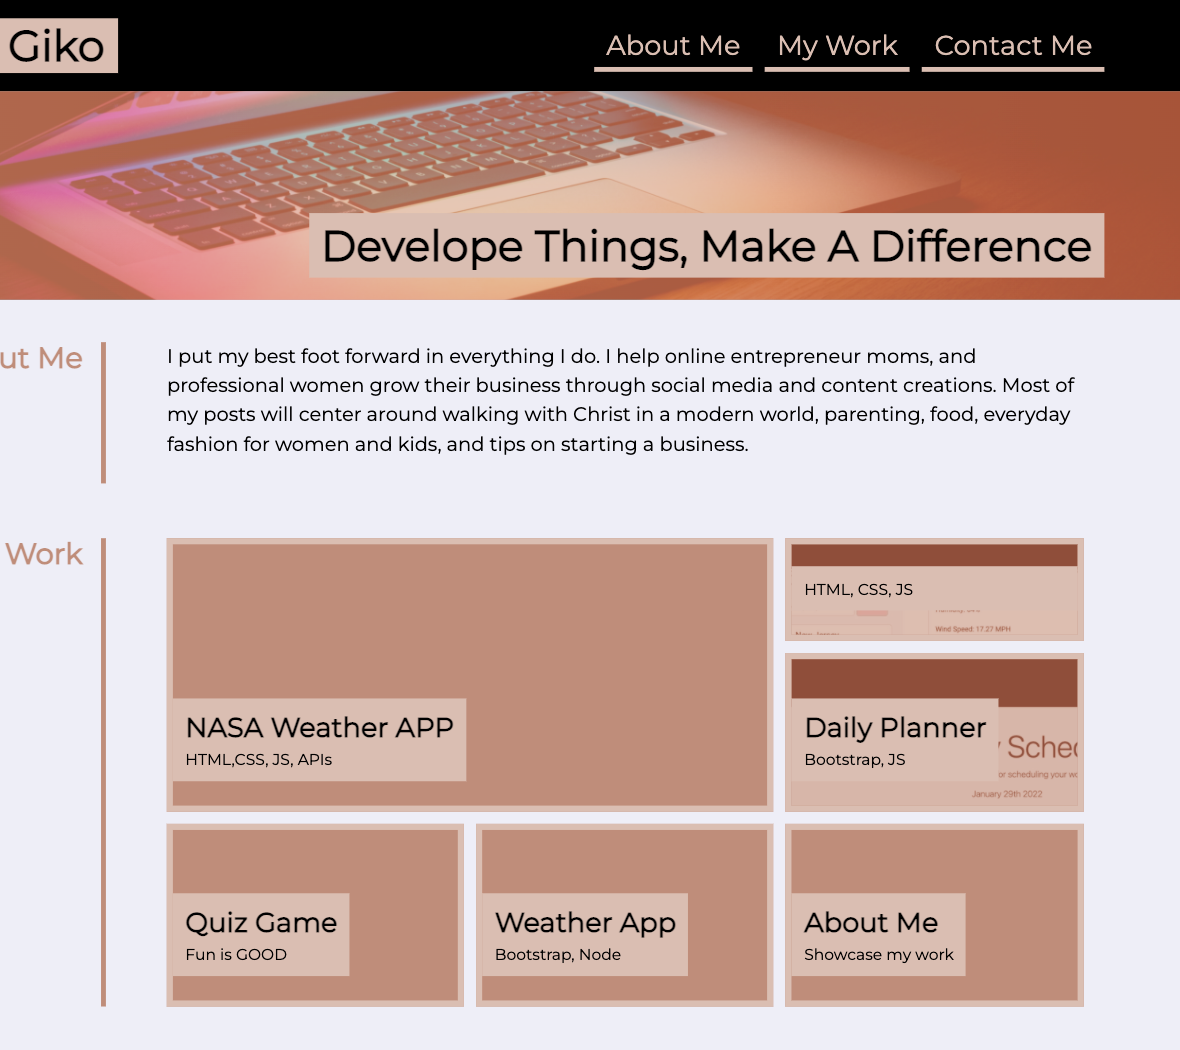 Giko
About Me
My Work
Contact Me
Develope Things, Make A Difference
ut Me
I put my best foot forward in everything I do. I help online entrepreneur moms, and
professional women grow their business through social media and content creations. Most of
my posts will center around walking with Christ in a modern world, parenting, food, everyday
fashion for women and kids, and tips on starting a business.
Work
NASA Weather APP
HTML,CSS, JS, APIs
HTML, CSS, JS
Wind Speed: 17.27 MPH
Daily Planner
Bootstrap, JS
Sched
or scheduling your wo
January 29th 2022
Quiz Game
Fun is GOOD
Weather App
Bootstrap, Node
About Me
Showcase my work